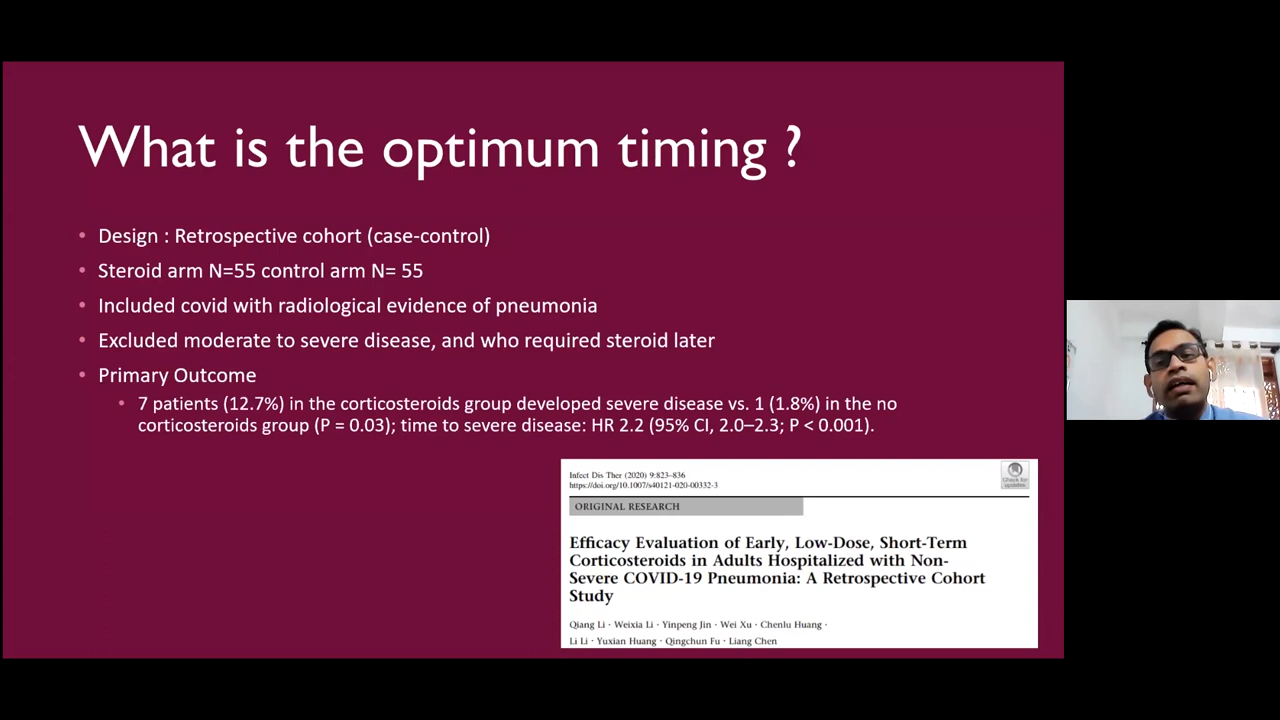 What is the optimum timing ?
• Design : Retrospective cohort (case-control)
• Steroid arm N=55 control arm N= 55
• Included covid with radiological evidence of pneumonia
• Excluded moderate to severe disease, and who required steroid later
• Primary Outcome
• 7 patients (12.7%) in the corticosteroids group developed severe disease vs. 1 (1.8%) in the no
corticosteroids group (P = 0.03); time to severe disease: HR 2.2 (95% CI, 2.0–2.3; P < 0.001).
Infect Dis Ther (2020) 9:823–836
https://doi.org/10.1007/s40121-020-00332-3
Check for
updates
ORIGINAL RESEARCH
Efficacy Evaluation of Early, Low-Dose, Short-Term
Corticosteroids in Adults Hospitalized with Non-
Severe COVID-19 Pneumonia: A Retrospective Cohort
Study
Qiang Li · Weixia Li · Yinpeng Jin · Wei Xu · Chenlu Huang ·
Li Li · Yuxian Huang · Qingchun Fu · Liang Chen